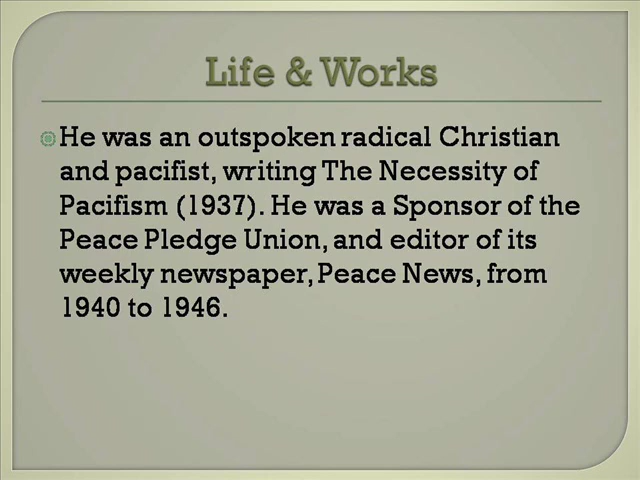 Life & Works
He was an outspoken radical Christian
and pacifist, writing The Necessity of
Pacifism (1937). He was a Sponsor of the
Peace Pledge Union, and editor of its
weekly newspaper, Peace News, from
1940 to 1946.